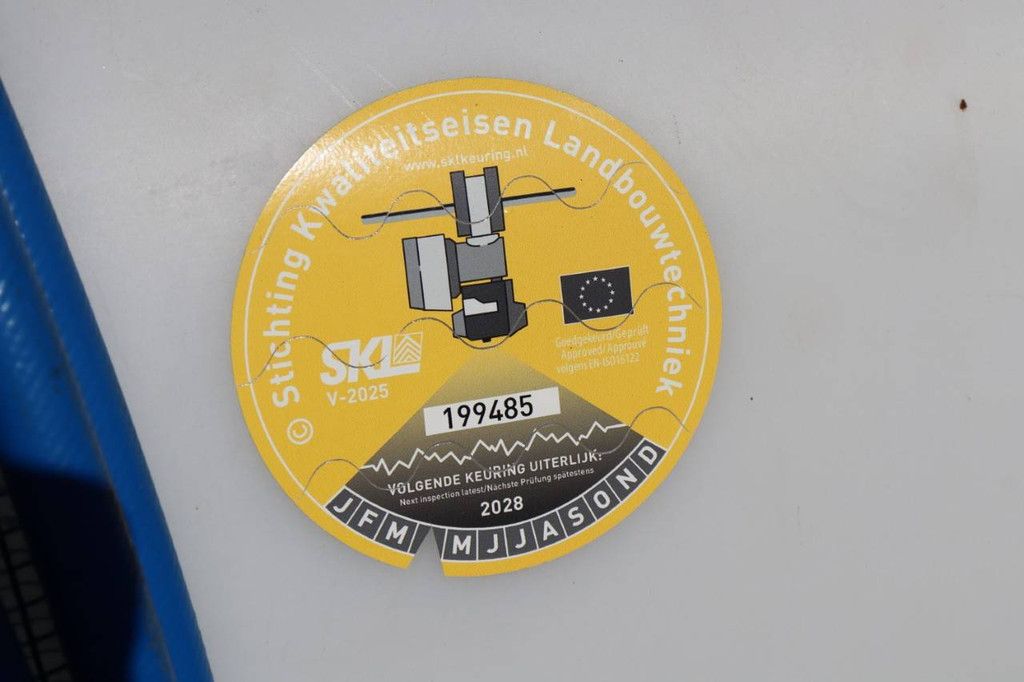 Stichting Kwaliteitseisen Landbouwtechniek
©
www.sklkeuring.nl
Goedgekeurd/Geprüft
Approved/Approuvé
volgens EN-ISO16122
SKL
V-2025
199485
VOLGENDE KEURING UITERLIJK:
Next inspection latest/Nächste Prüfung spätestens
2028
J F M M J J A S O N D